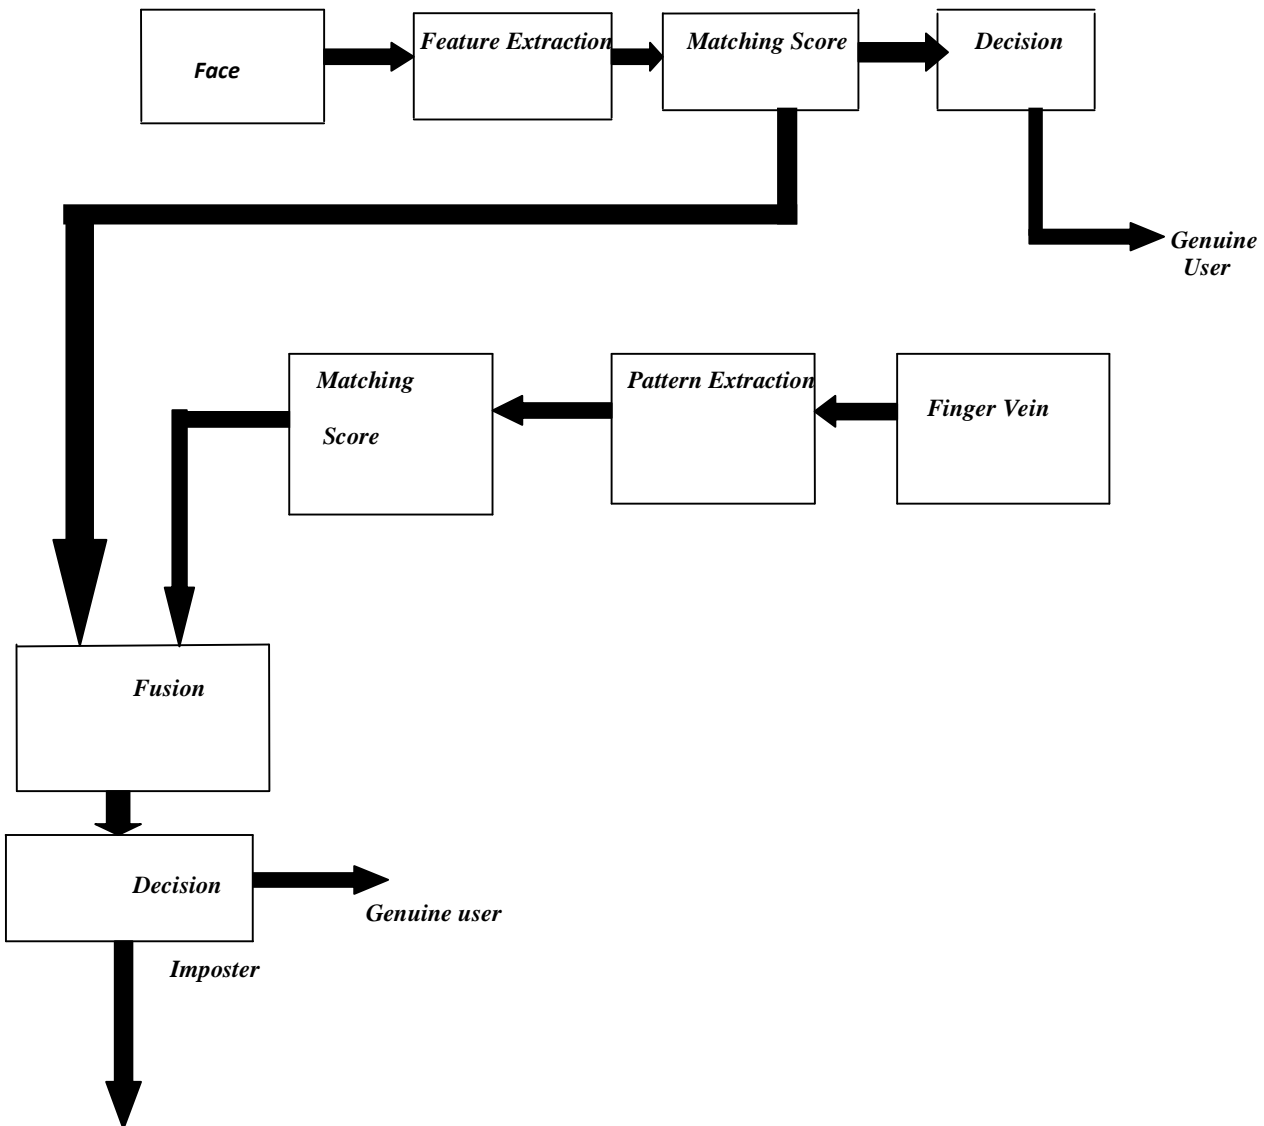 Face
Feature Extraction
Matching Score
Decision
Genuine
User
Matching
Score
Pattern Extraction
Finger Vein
Fusion
Decision
Genuine user
Imposter